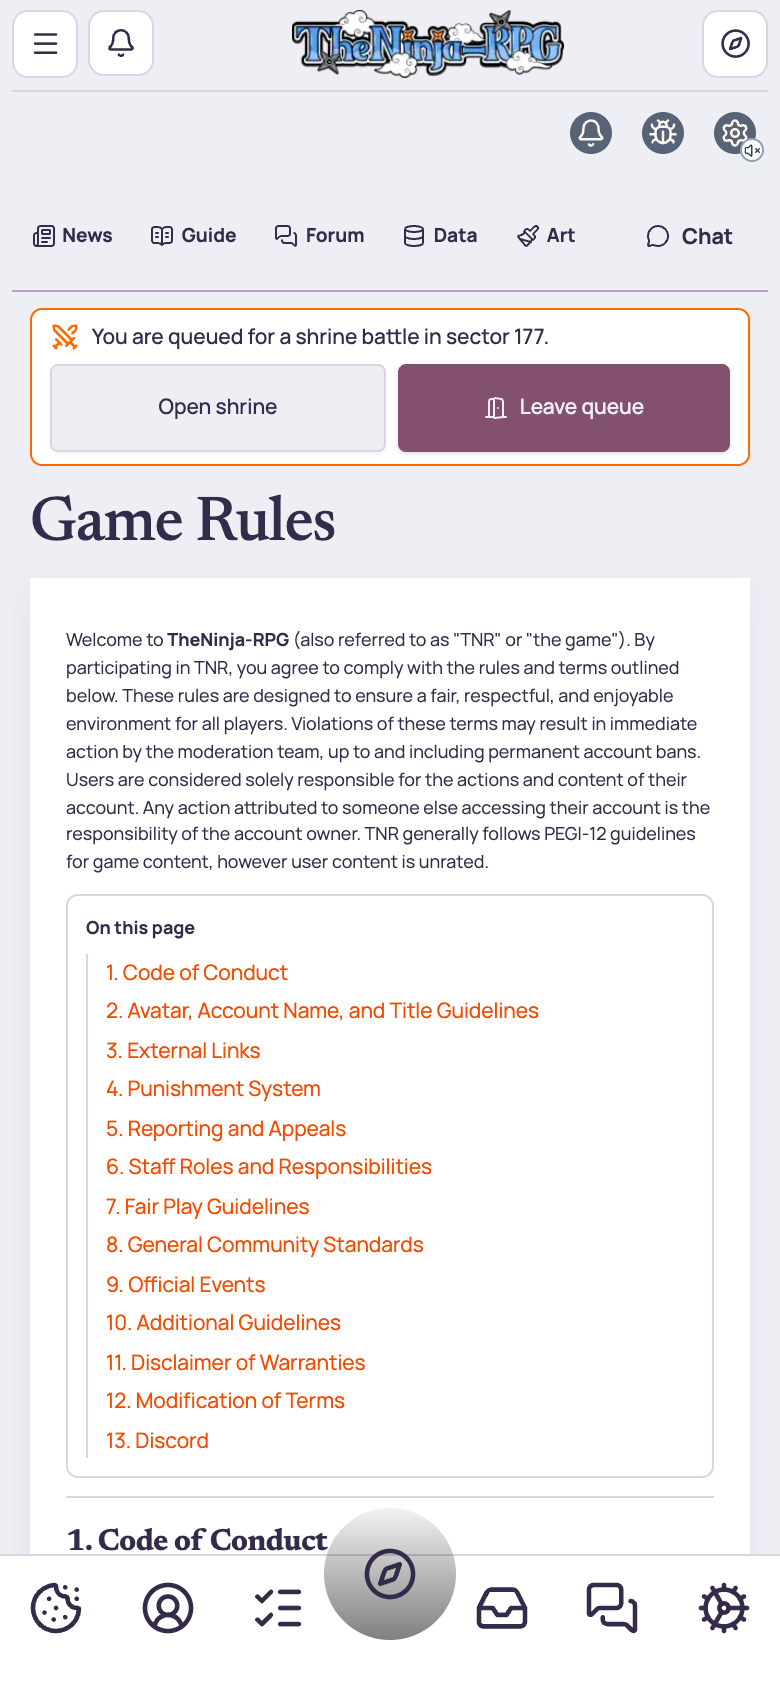 TheNinja-RPG
News
Guide
Forum
Data
Art
Chat
You are queued for a shrine battle in sector 177.
Open shrine
Leave queue
Game Rules
Welcome to TheNinja-RPG (also referred to as "TNR" or "the game"). By
participating in TNR, you agree to comply with the rules and terms outlined
below. These rules are designed to ensure a fair, respectful, and enjoyable
environment for all players. Violations of these terms may result in immediate
action by the moderation team, up to and including permanent account bans.
Users are considered solely responsible for the actions and content of their
account. Any action attributed to someone else accessing their account is the
responsibility of the account owner. TNR generally follows PEGI-12 guidelines
for game content, however user content is unrated.
On this page
1. Code of Conduct
2. Avatar, Account Name, and Title Guidelines
3. External Links
4. Punishment System
5. Reporting and Appeals
6. Staff Roles and Responsibilities
7. Fair Play Guidelines
8. General Community Standards
9. Official Events
10. Additional Guidelines
11. Disclaimer of Warranties
12. Modification of Terms
13. Discord
1. Code of Conduct